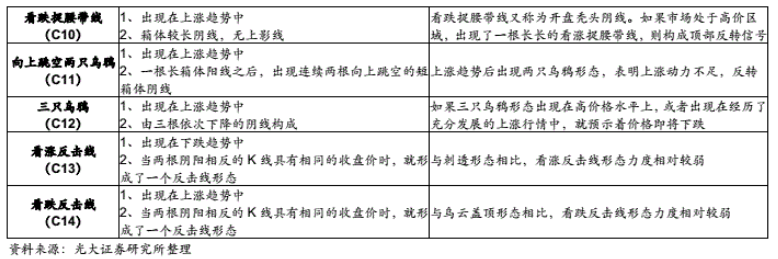 看跌捉腰带线
(C10)
1、出现在上涨趋势中
2、箱体较长阴线，无上影线
看跌捉腰带线又称为开盘秃头阴线。如果市场处于高价区
域，出现了一根长长的看涨捉腰带线，则构成顶部反转信号
向上跳空两只乌鸦
(C11)
1、出现在上涨趋势中
2、一根长箱体阳线之后，出现连续两根向上跳空的短
箱体阴线
上涨趋势后出现两只乌鸦形态，表明上涨动力不足，反转
三只乌鸦
(C12)
1、出现在上涨趋势中
2、由三根依次下降的阴线构成
如果三只乌鸦形态出现在高价格水平上，或者出现在经历了
充分发展的上涨行情中，就预示着价格即将下跌
看涨反击线
(C13)
1、出现在下跌趋势中
2、当两根阴阳相反的 K 线具有相同的收盘价时，就形
成了一个反击线形态
与刺透形态相比，看涨反击线形态力度相对较弱
看跌反击线
(C14)
1、出现在上涨趋势中
2、当两根阴阳相反的 K 线具有相同的收盘价时，就形
成了一个反击线形态
与乌云盖顶形态相比，看跌反击线形态力度相对较弱
资料来源：光大证券研究所整理